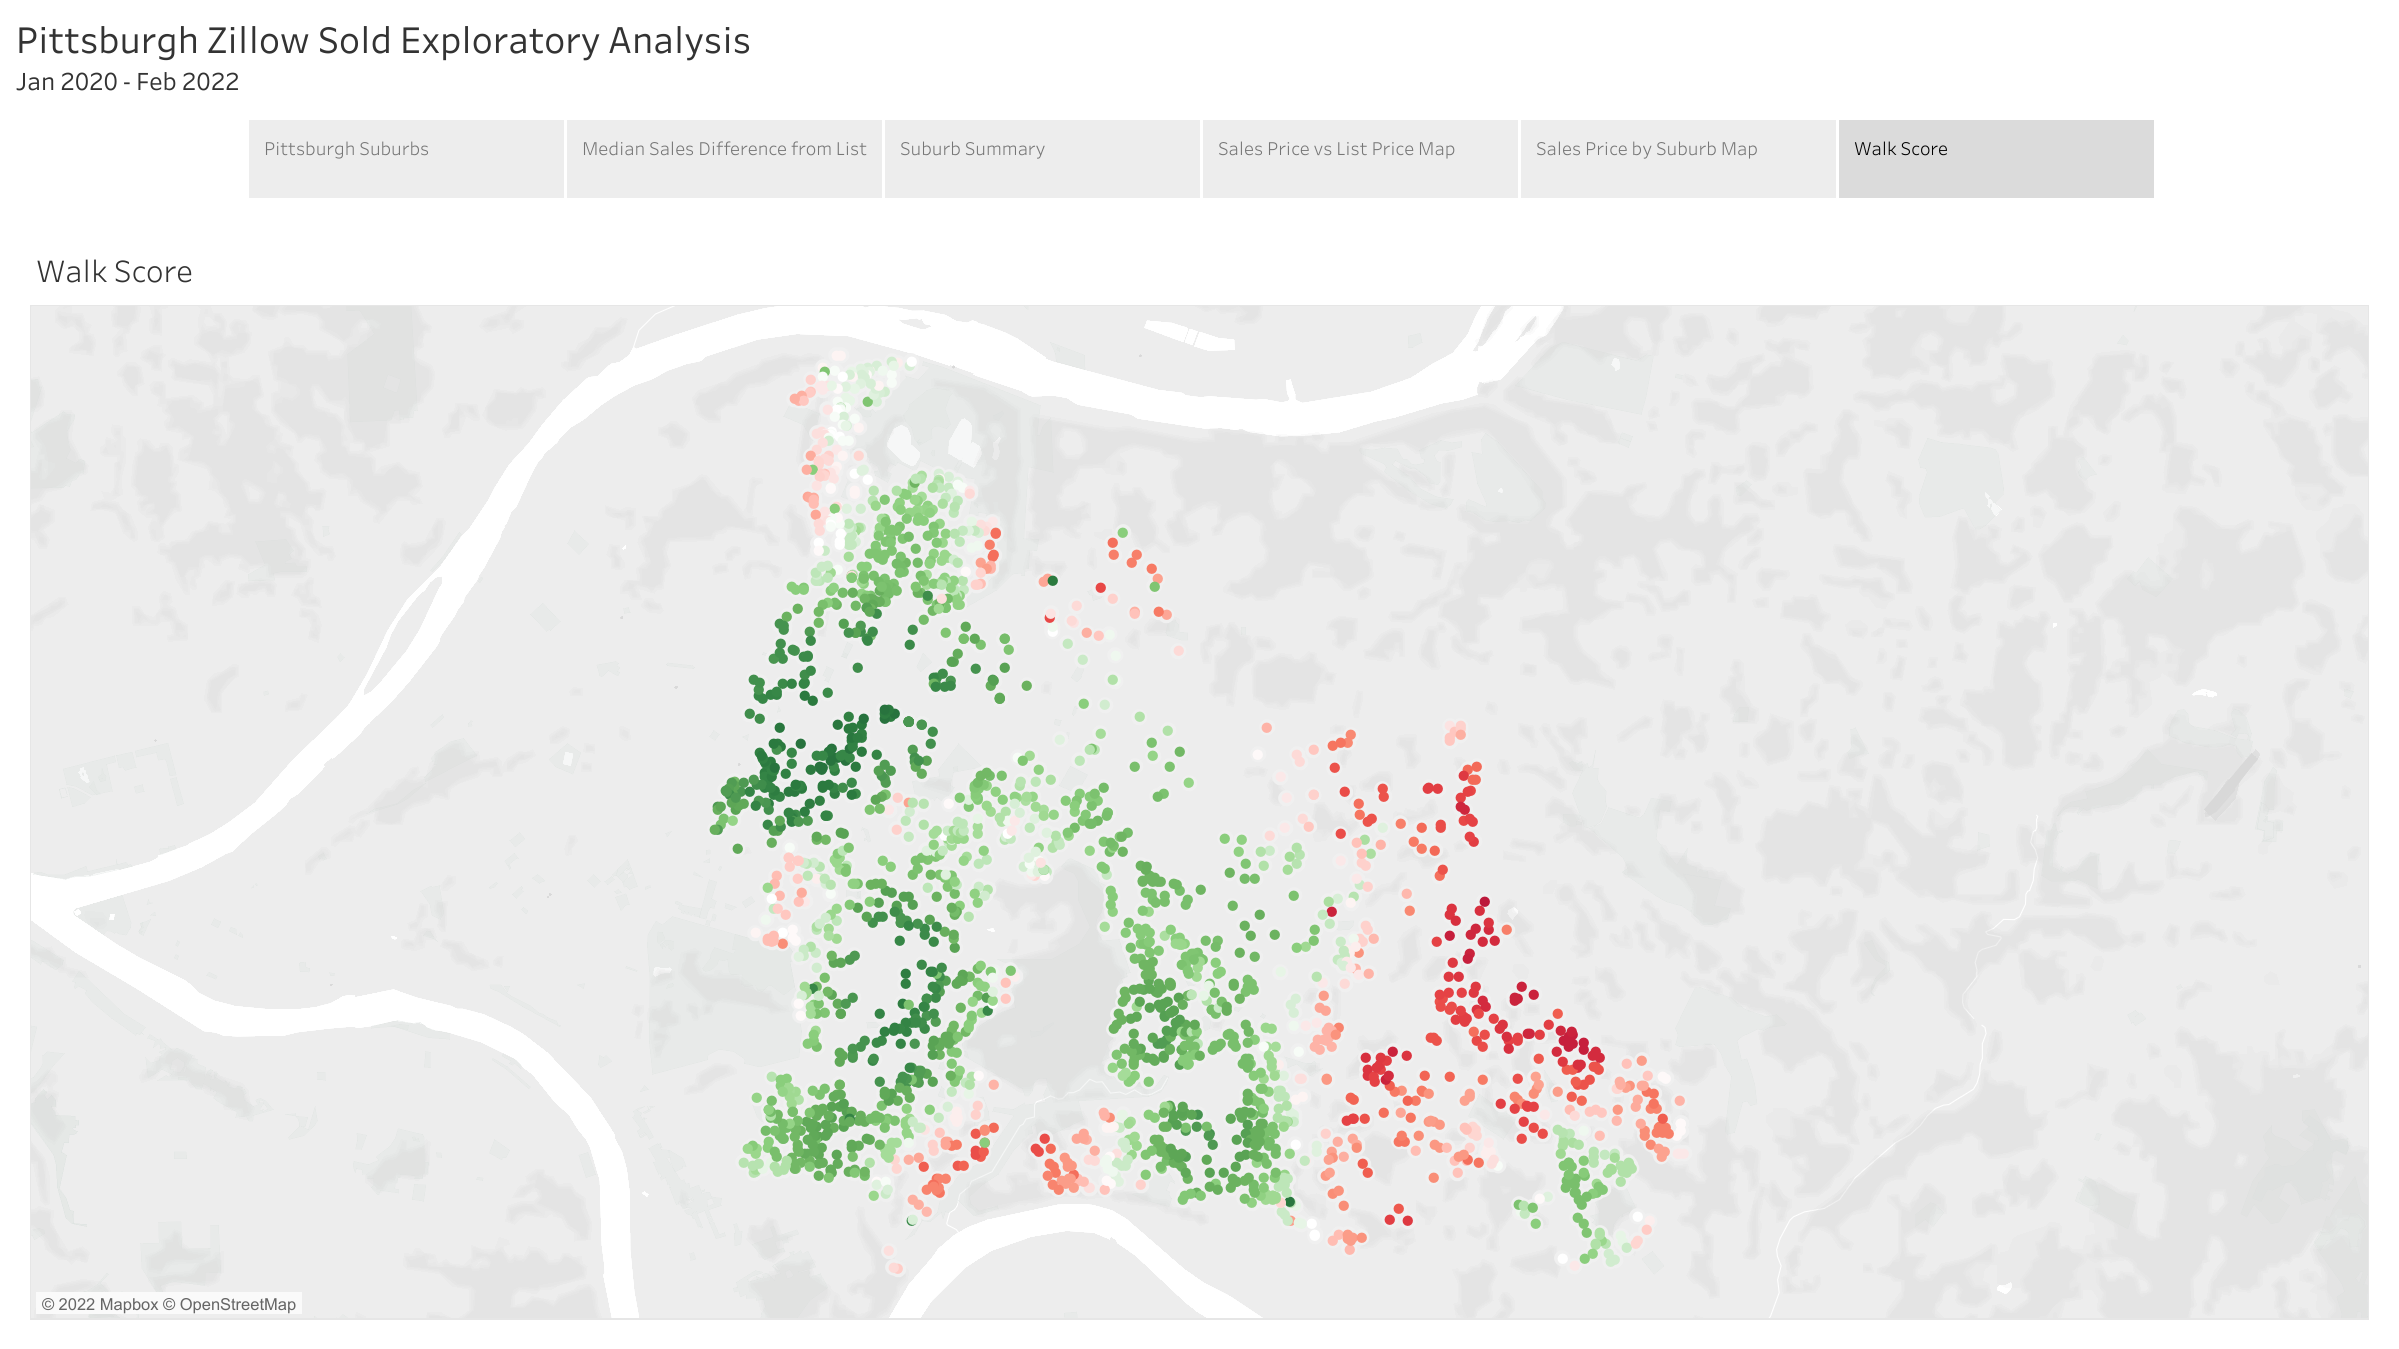 Pittsburgh Zillow Sold Exploratory Analysis
Jan 2020 - Feb 2022
Pittsburgh Suburbs
Median Sales Difference from List
Suburb Summary
Sales Price vs List Price Map
Sales Price by Suburb Map
Walk Score
Walk Score
© 2022 Mapbox © OpenStreetMap